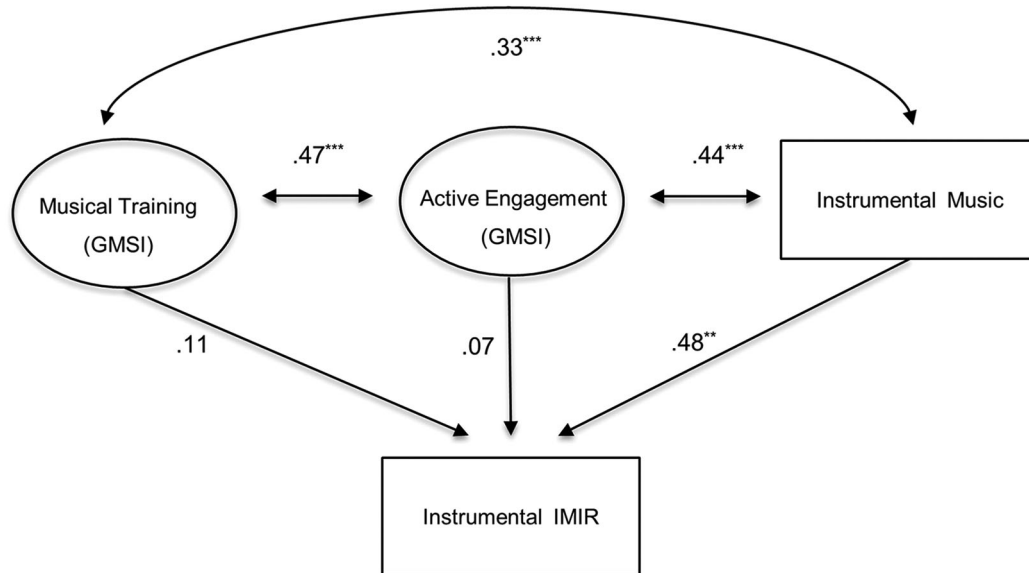 .33***
.47***
.44***
Musical Training
(GMSI)
Active Engagement
(GMSI)
Instrumental Music
.11
.07
.48**
Instrumental IMIR